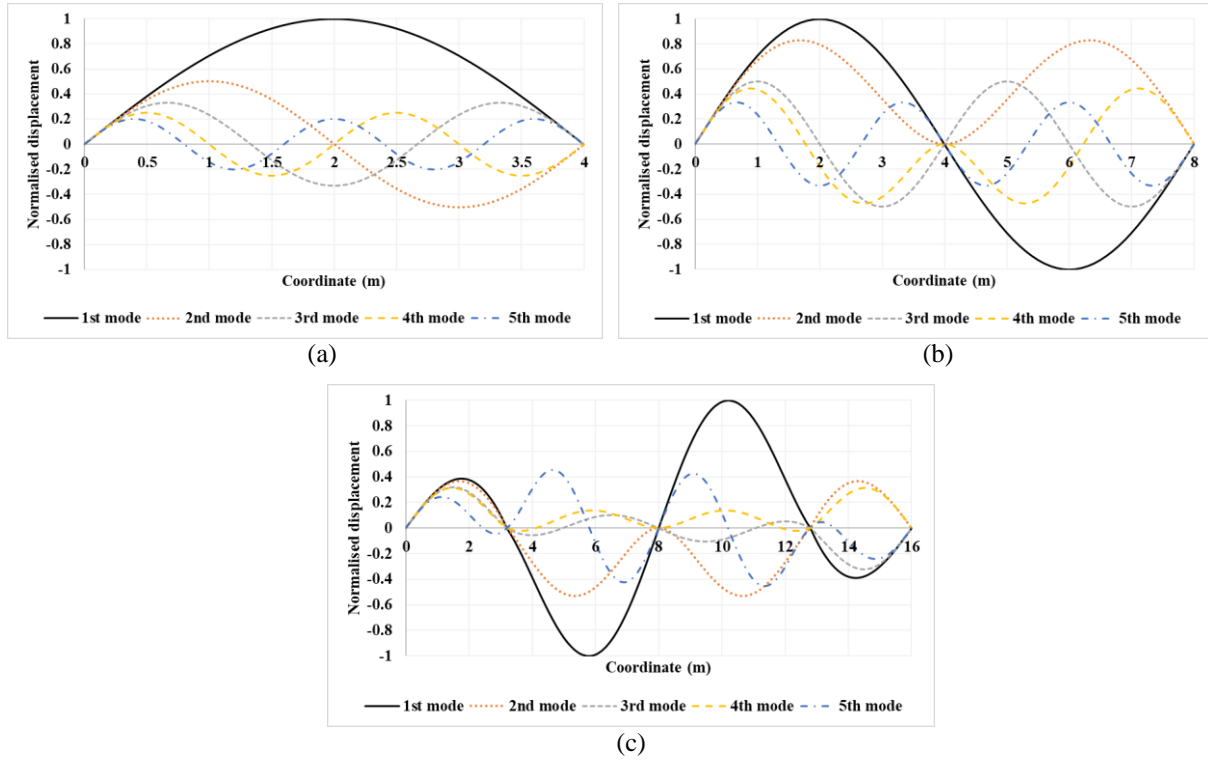 1
0.8
0.6
0.4
0.2
0
-0.2
-0.4
-0.6
-0.8
-1
Normalised displacement
0 0.5 1 1.5 2 2.5 3 3.5 4
Coordinate (m)
1st mode 2nd mode 3rd mode 4th mode 5th mode
(a)
1
0.8
0.6
0.4
0.2
0
-0.2
-0.4
-0.6
-0.8
-1
Normalised displacement
0 1 2 3 4 5 6 7 8
Coordinate (m)
1st mode 2nd mode 3rd mode 4th mode 5th mode
(b)
1
0.8
0.6
0.4
0.2
0
-0.2
-0.4
-0.6
-0.8
-1
Normalised displacement
0 2 4 6 8 10 12 14 16
Coordinate (m)
1st mode 2nd mode 3rd mode 4th mode 5th mode
(c)